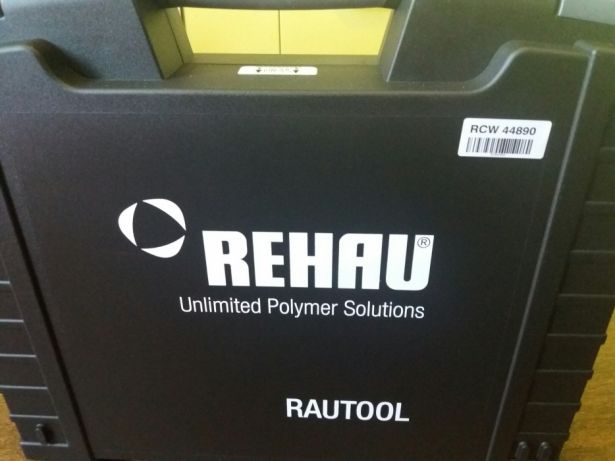 RCW 44890
REHAU®
Unlimited Polymer Solutions
RAUTOOL